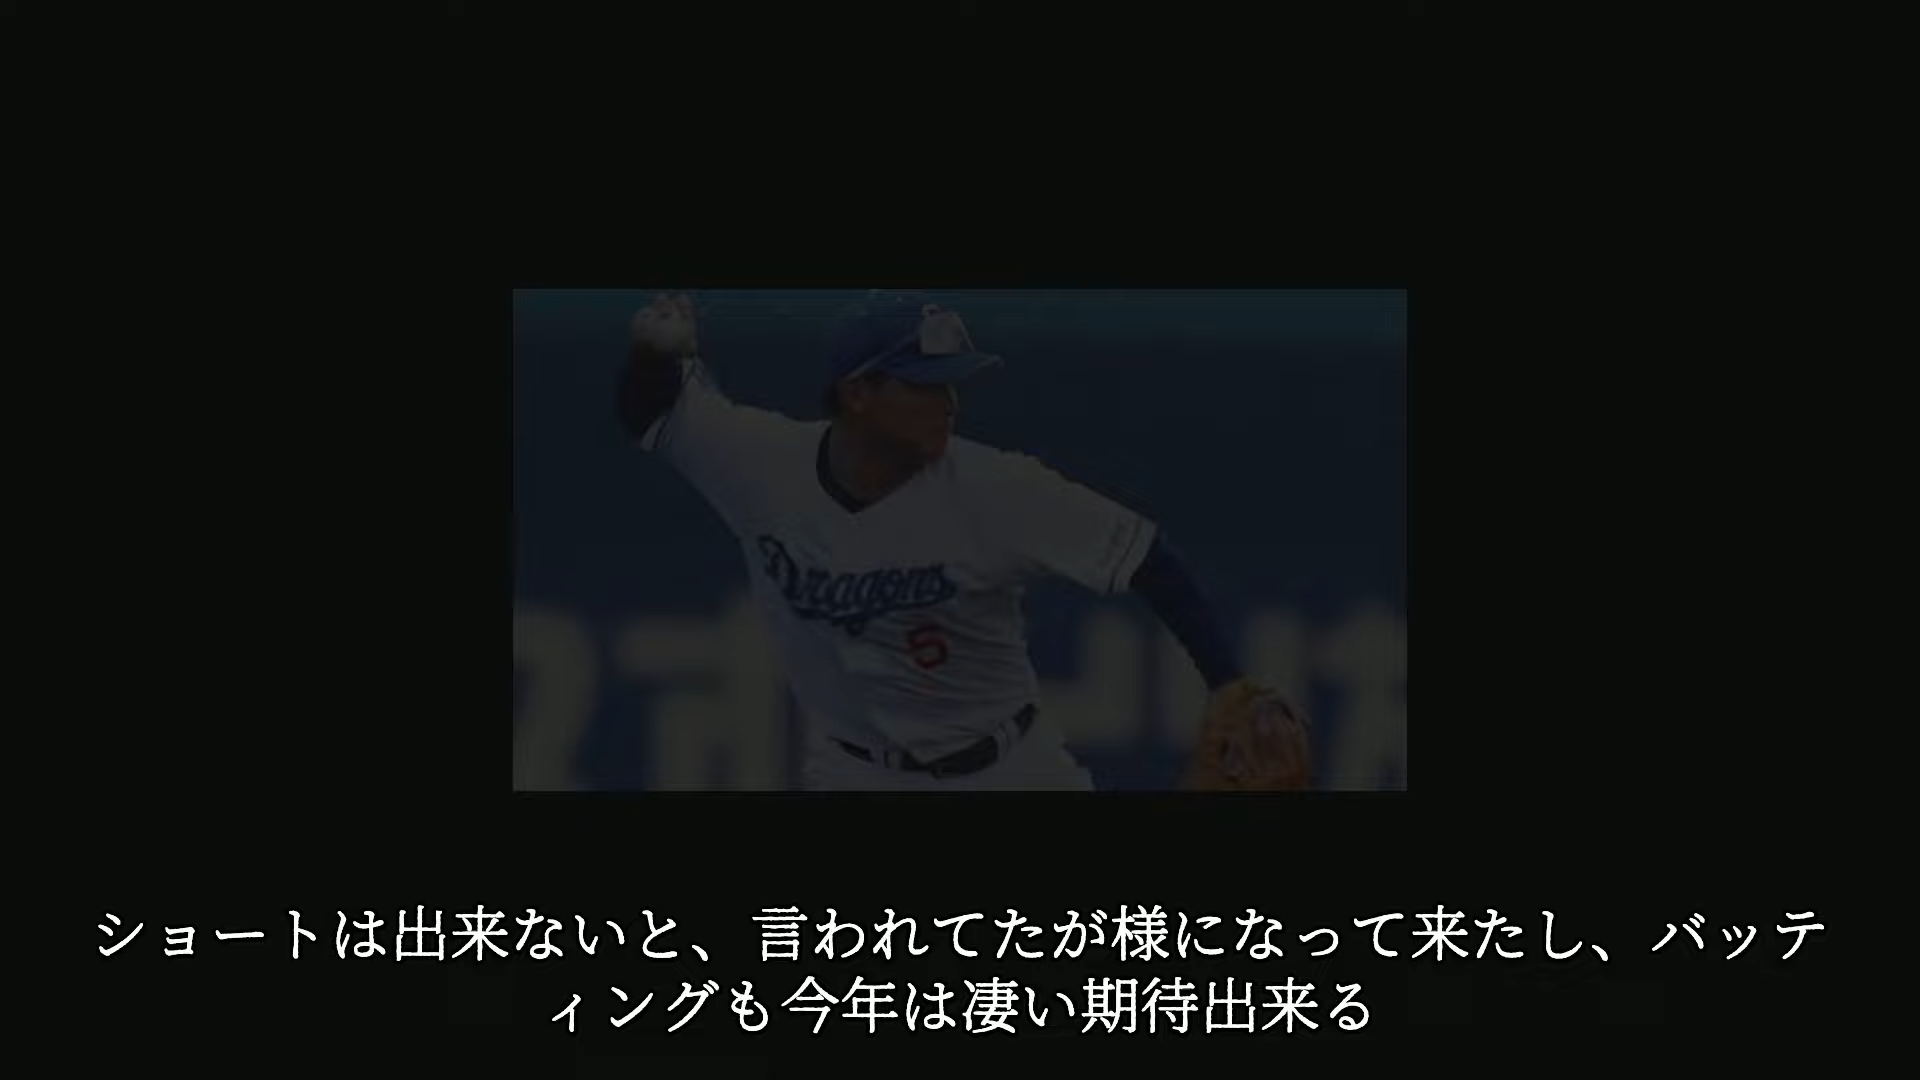 Dragons
5
ショートは出来ないと、言われてたが様になって来たし、バッテ
ィングも今年は凄い期待出来る